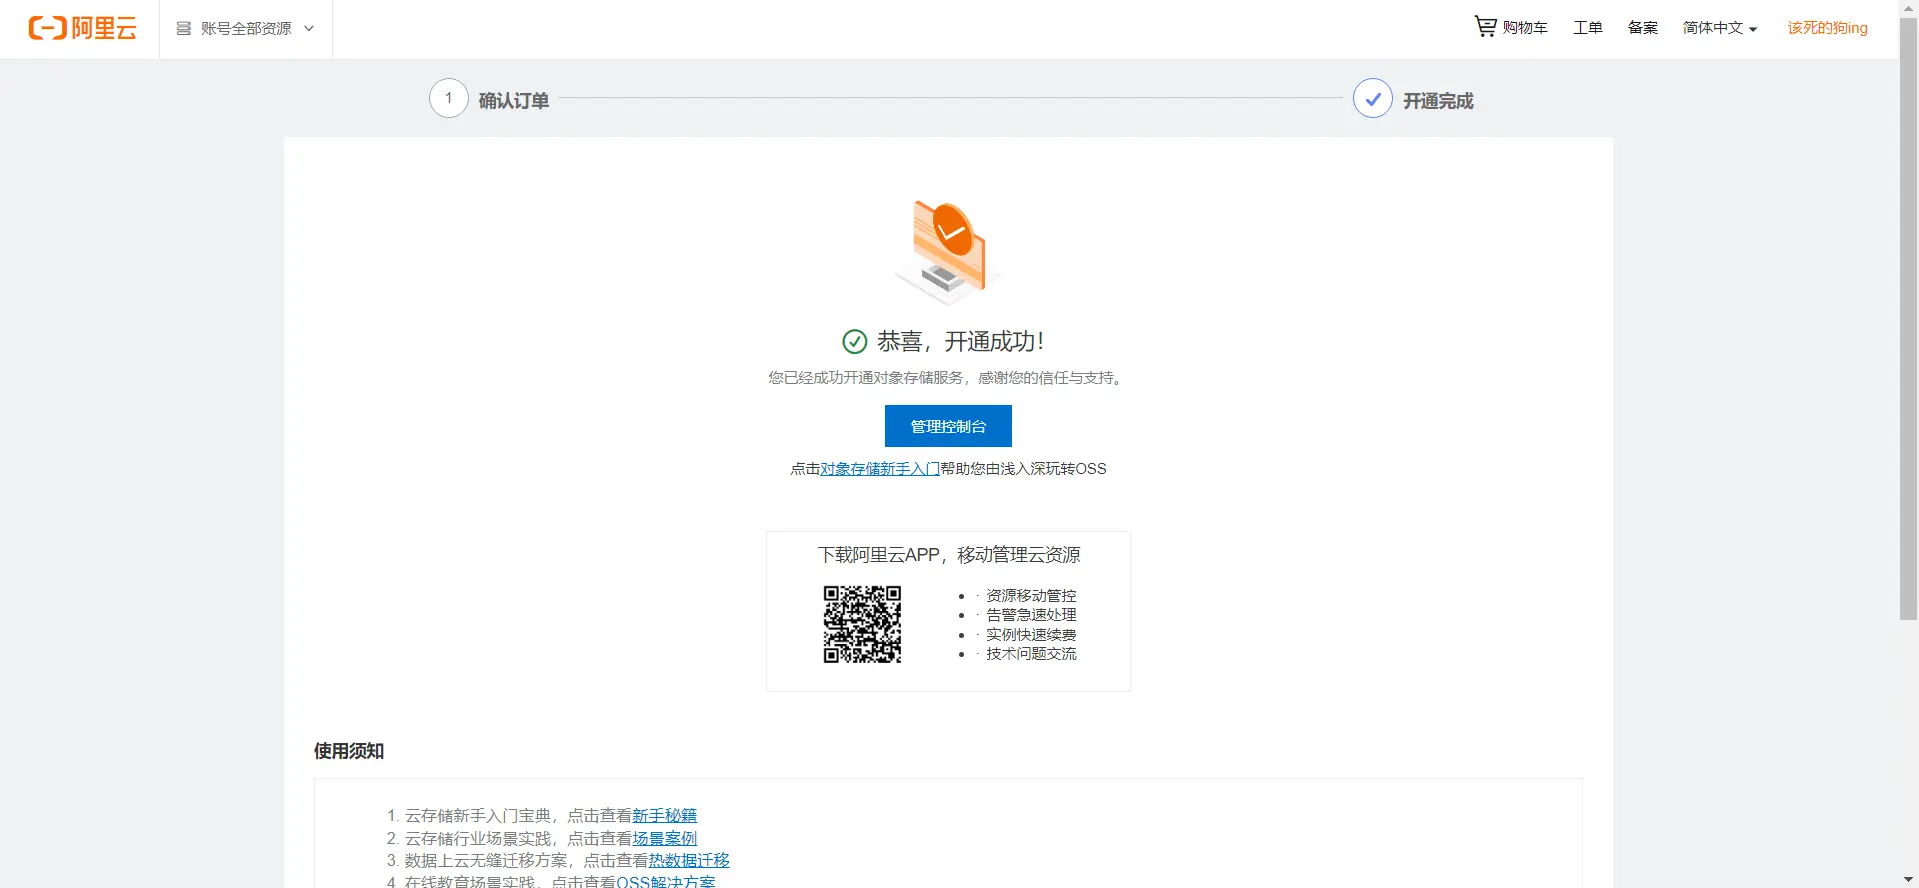 阿里云
账号全部资源
购物车
工单
备案
简体中文
该死的狗ing
1
确认订单
开通完成
恭喜，开通成功！
您已经成功开通对象存储服务，感谢您的信任与支持。
管理控制台
点击对象存储新手入门帮助您由浅入深玩转OSS
下载阿里云APP，移动管理云资源
· 资源移动管控
· 告警急速处理
· 实例快速续费
· 技术问题交流
使用须知
1. 云存储新手入门宝典，点击查看新手秘籍
2. 云存储行业场景实践，点击查看场景案例
3. 数据上云无缝迁移方案，点击查看热数据迁移
4. 在线教育场景实践，点击查看OSS解决方案